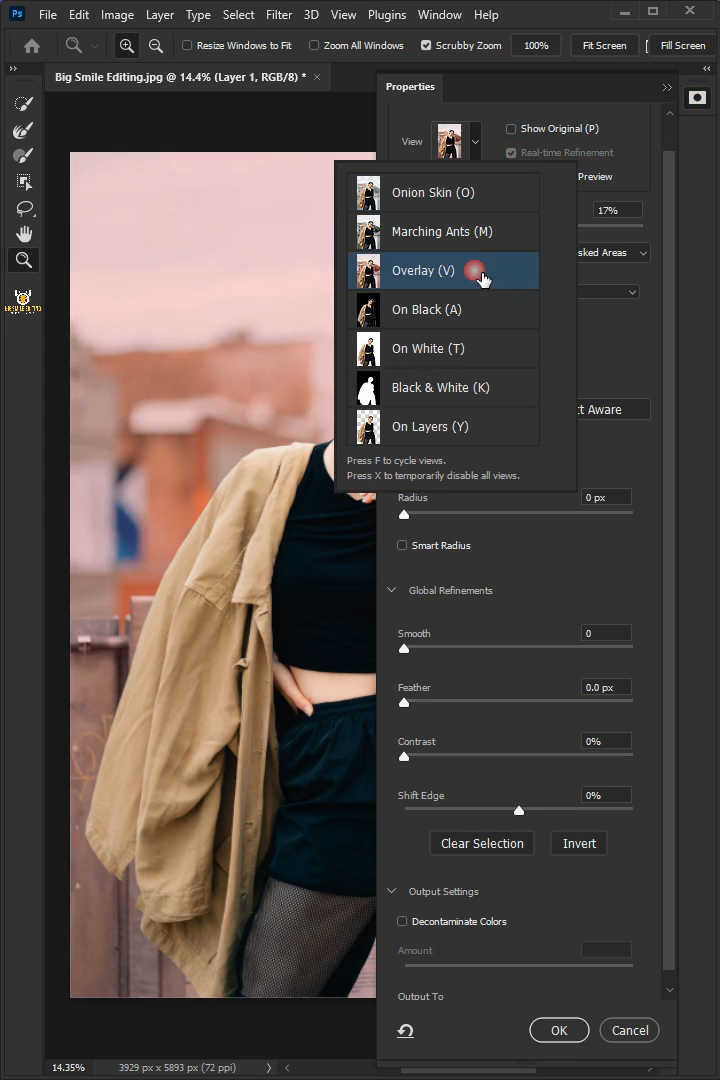 Ps File Edit Image Layer Type Select Filter 3D View Plugins Window Help
Resize Windows to Fit Zoom All Windows Scrubby Zoom 100% Fit Screen Fill Screen
Big Smile Editing.jpg @ 14.4% (Layer 1, RGB/8) * ×
Properties
View
Show Original (P)
Real-time Refinement
Preview
17%
Onion Skin (O)
Marching Ants (M)
Overlay (V)
On Black (A)
On White (T)
Black & White (K)
On Layers (Y)
Press F to cycle views.
Press X to temporarily disable all views.
sked Areas
ct Aware
Radius 0 px
Smart Radius
Global Refinements
Smooth 0
Feather 0.0 px
Contrast 0%
Shift Edge 0%
Clear Selection Invert
Output Settings
Decontaminate Colors
Amount
Output To
OK Cancel
14.35% 3929 px x 5893 px (72 ppi)